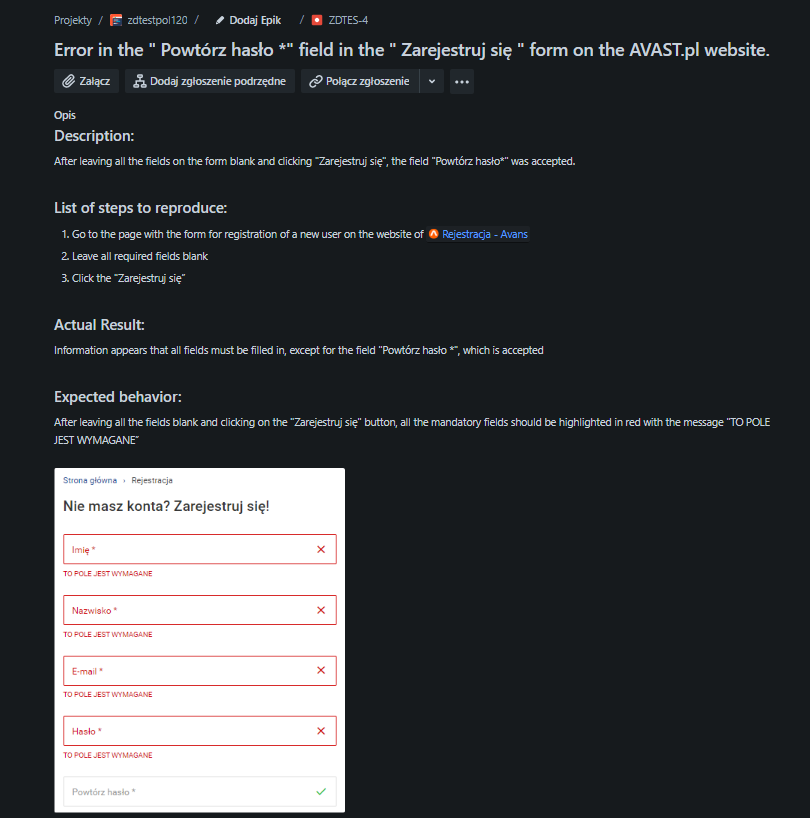 Projekty / zdtestpol120 / Dodaj Epik / ZDTES-4
Error in the " Powtórz hasło *" field in the " Zarejestruj się " form on the AVAST.pl website.
Załącz Dodaj zgłoszenie podrzędne Połącz zgłoszenie
Opis
Description:
After leaving all the fields on the form blank and clicking "Zarejestruj się", the field "Powtórz hasło*" was accepted.
List of steps to reproduce:
1. Go to the page with the form for registration of a new user on the website of Rejestracja - Avans
2. Leave all required fields blank
3. Click the "Zarejestruj się"
Actual Result:
Information appears that all fields must be filled in, except for the field "Powtórz hasło *", which is accepted
Expected behavior:
After leaving all the fields blank and clicking on the "Zarejestruj się" button, all the mandatory fields should be highlighted in red with the message "TO POLE
JEST WYMAGANE"
Strona główna › Rejestracja
Nie masz konta? Zarejestruj się!
Imię *
TO POLE JEST WYMAGANE
Nazwisko *
TO POLE JEST WYMAGANE
E-mail *
TO POLE JEST WYMAGANE
Hasło *
TO POLE JEST WYMAGANE
Powtórz hasło *